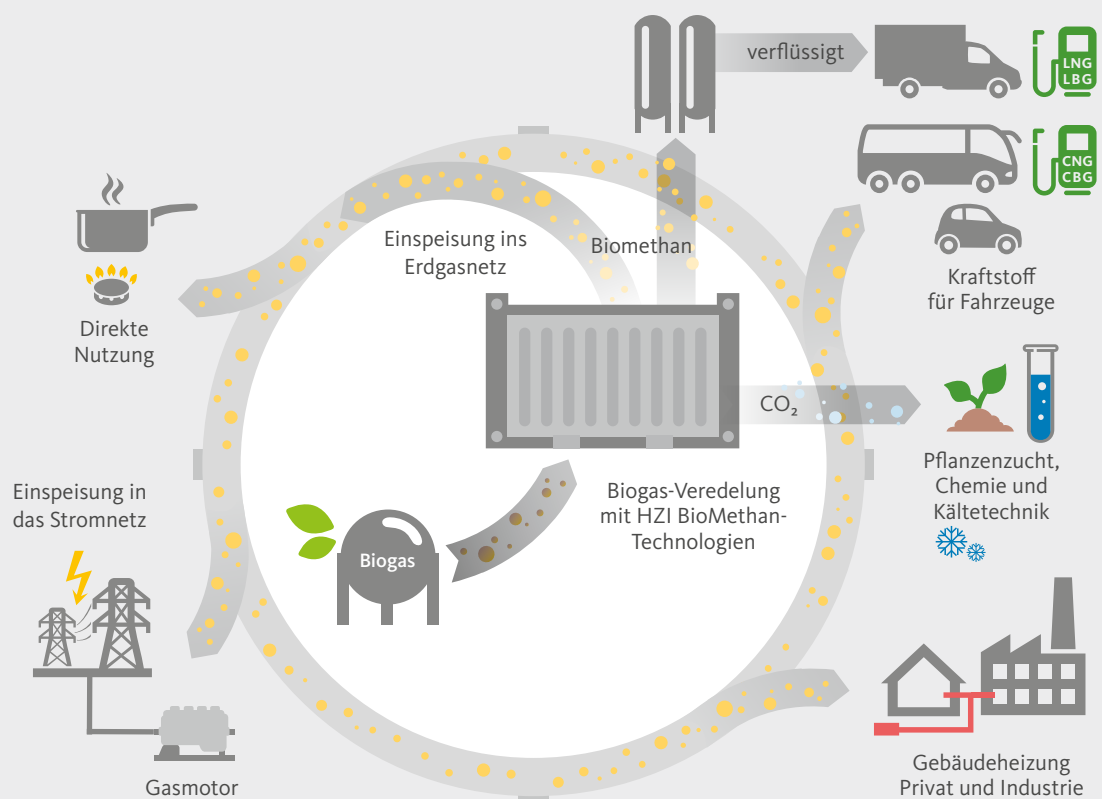 verflüssigt
LNG
LBG
CNG
CBG
Einspeisung ins
Erdgasnetz
Biomethan
Kraftstoff
für Fahrzeuge
Direkte
Nutzung
CO₂
Pflanzenzucht,
Chemie und
Kältetechnik
Einspeisung in
das Stromnetz
Biogas-Veredelung
mit HZI BioMethan-
Technologien
Biogas
Gasmotor
Gebäudeheizung
Privat und Industrie